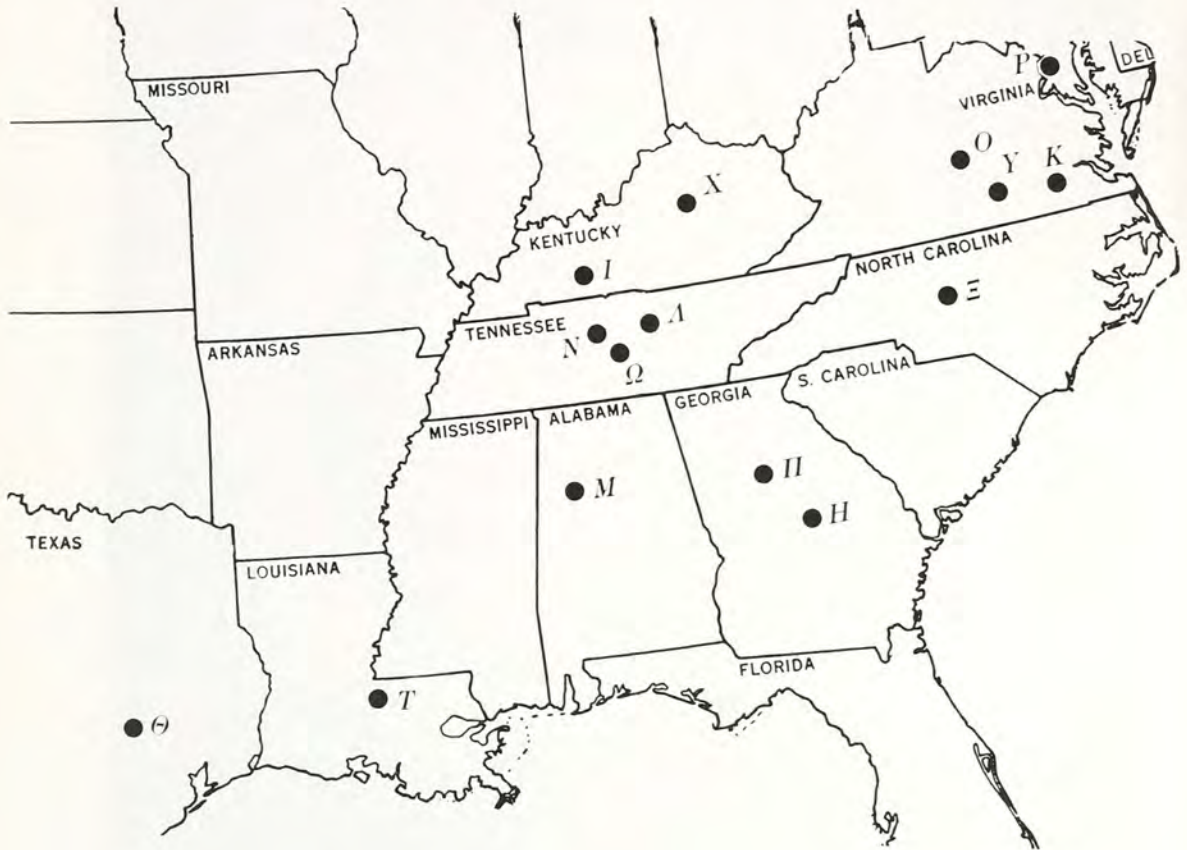 DEL
P
MISSOURI
VIRGINIA
O
Y
K
X
KENTUCKY
NORTH CAROLINA
I
Ξ
TENNESSEE
Λ
N
ARKANSAS
Ω
S. CAROLINA
GEORGIA
MISSISSIPPI
ALABAMA
Π
M
H
TEXAS
LOUISIANA
FLORIDA
T
Θ